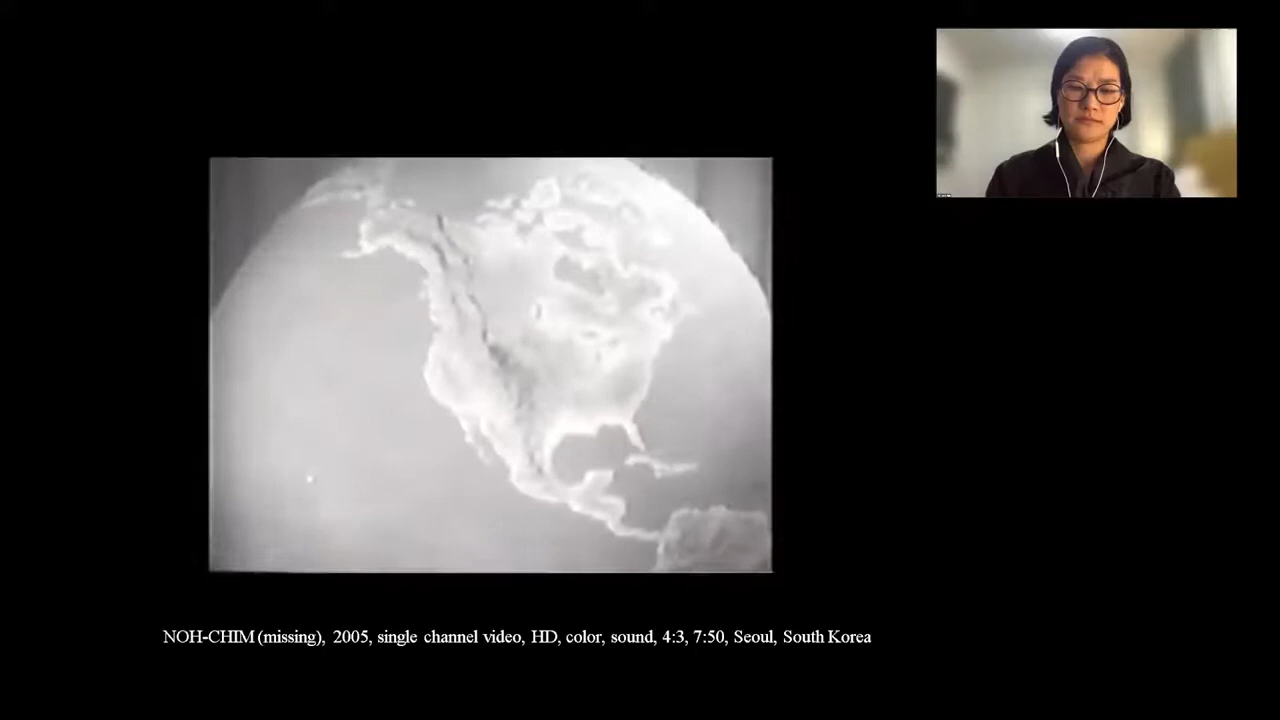 NOH-CHIM (missing), 2005, single channel video, HD, color, sound, 4:3, 7:50, Seoul, South Korea